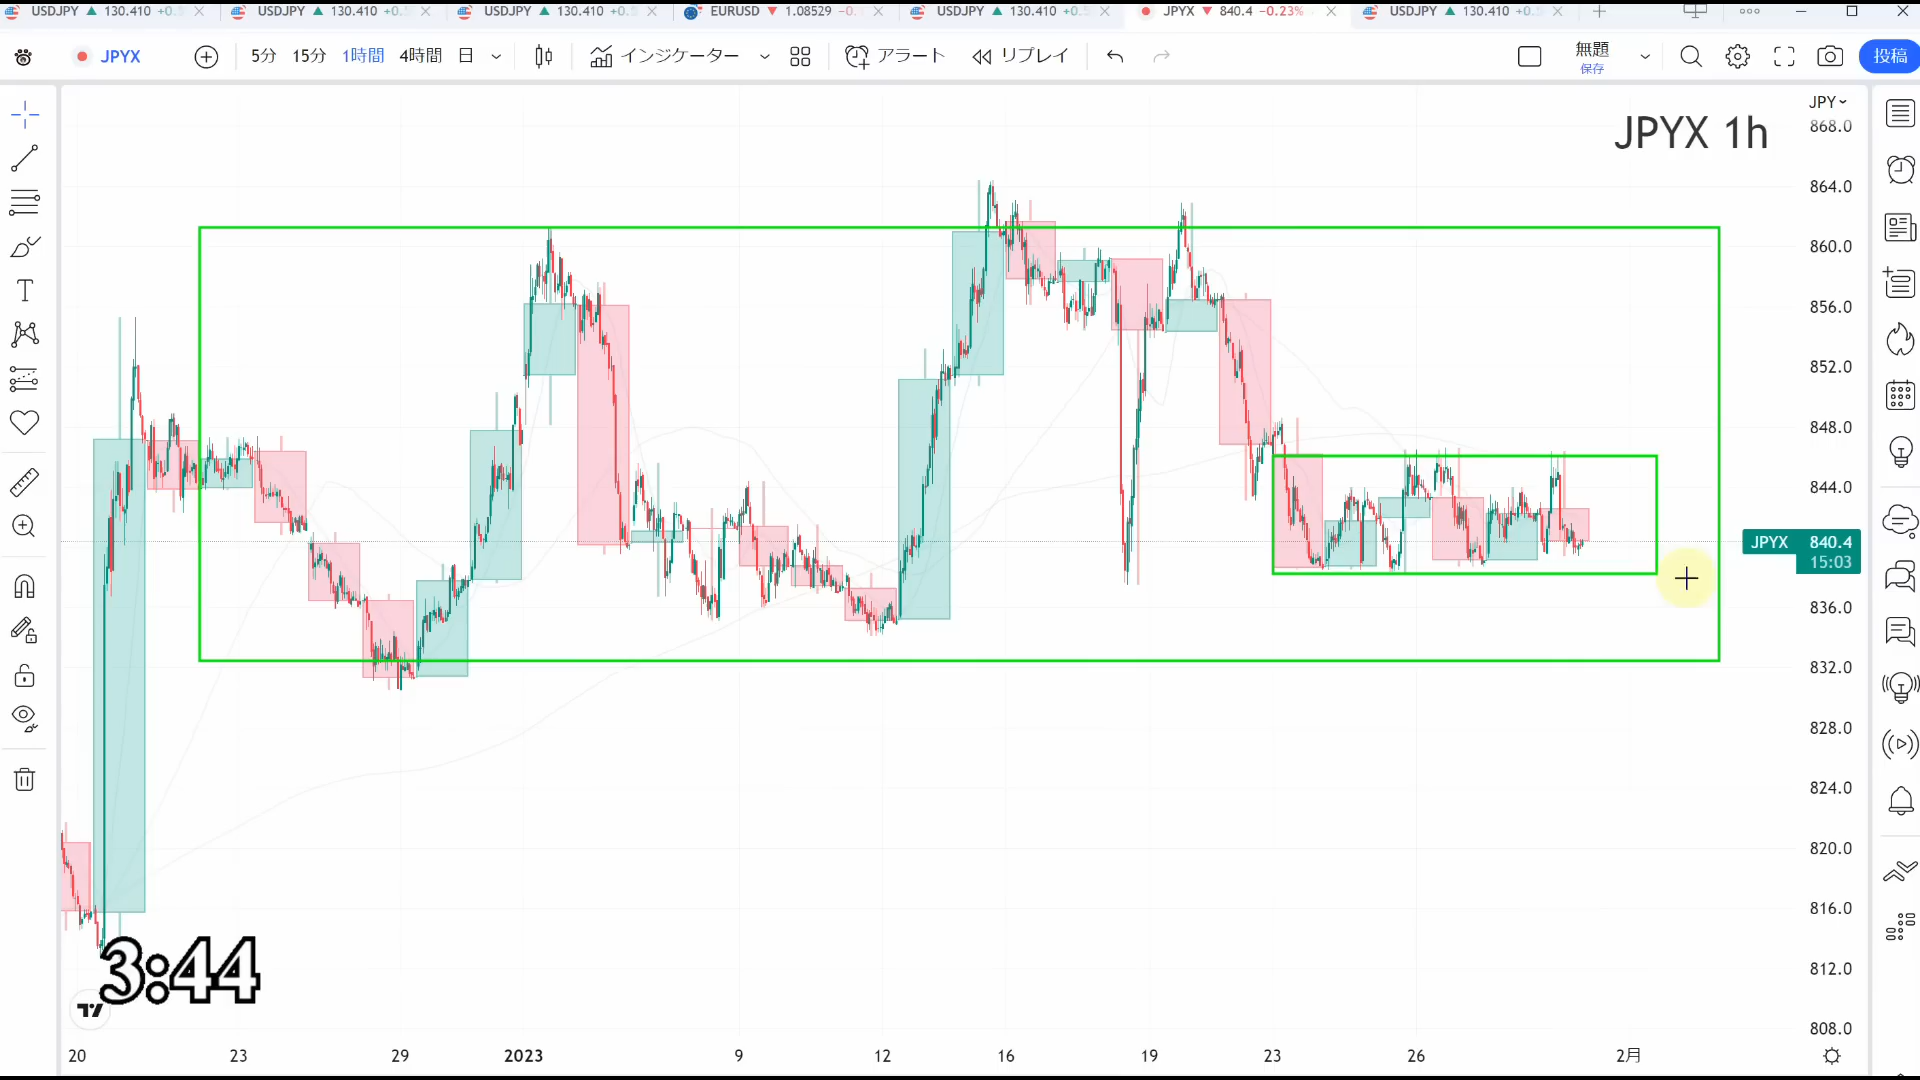 USDJPY ▲ 130.410
USDJPY ▲ 130.410
USDJPY ▲ 130.410
EURUSD ▼ 1.08529
USDJPY ▲ 130.410
JPYX ▼ 840.4 −0.23%
USDJPY ▲ 130.410
JPYX
5分 15分 1時間 4時間 日
インジケーター
アラート
リプレイ
無題
保存
投稿
JPYX 1h
JPY
868.0
864.0
860.0
856.0
852.0
848.0
844.0
JPYX 840.4
15:03
836.0
832.0
828.0
824.0
820.0
816.0
812.0
808.0
3:44
20 23 29 2023 9 12 16 19 23 26 2月